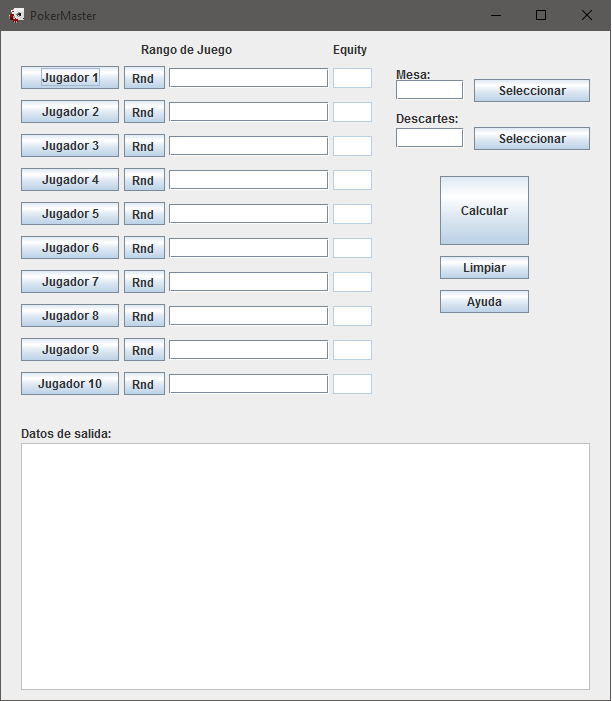 PokerMaster
Rango de Juego Equity
Jugador 1 Rnd
Mesa:
Seleccionar
Jugador 2 Rnd
Descartes:
Seleccionar
Jugador 3 Rnd
Jugador 4 Rnd
Calcular
Jugador 5 Rnd
Jugador 6 Rnd
Limpiar
Jugador 7 Rnd
Ayuda
Jugador 8 Rnd
Jugador 9 Rnd
Jugador 10 Rnd
Datos de salida: